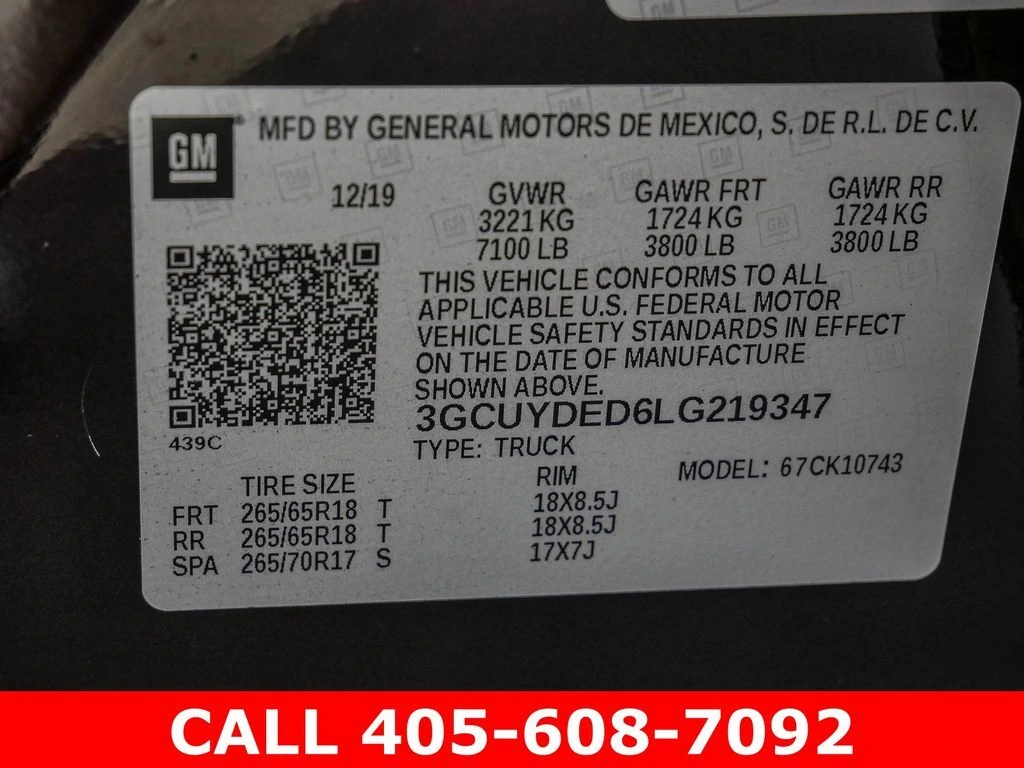 GM MFD BY GENERAL MOTORS DE MEXICO, S. DE R.L. DE C.V.
12/19 GVWR GAWR FRT GAWR RR
3221 KG 1724 KG 1724 KG
7100 LB 3800 LB 3800 LB
THIS VEHICLE CONFORMS TO ALL
APPLICABLE U.S. FEDERAL MOTOR
VEHICLE SAFETY STANDARDS IN EFFECT
ON THE DATE OF MANUFACTURE
SHOWN ABOVE.
3GCUYDED6LG219347
439C
TYPE: TRUCK
MODEL: 67CK10743
TIRE SIZE RIM
FRT 265/65R18 T 18X8.5J
RR 265/65R18 T 18X8.5J
SPA 265/70R17 S 17X7J
CALL 405-608-7092